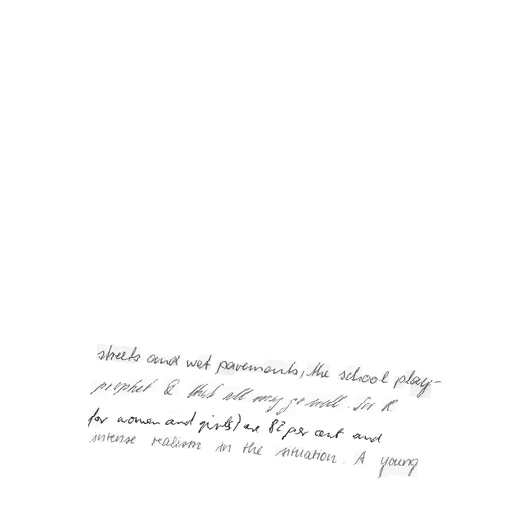 streets and wet pavements, the school play-
prophet & that all may go well. Sir R
for women and girls) are 82 per cent and
intense realism in the situation. A young